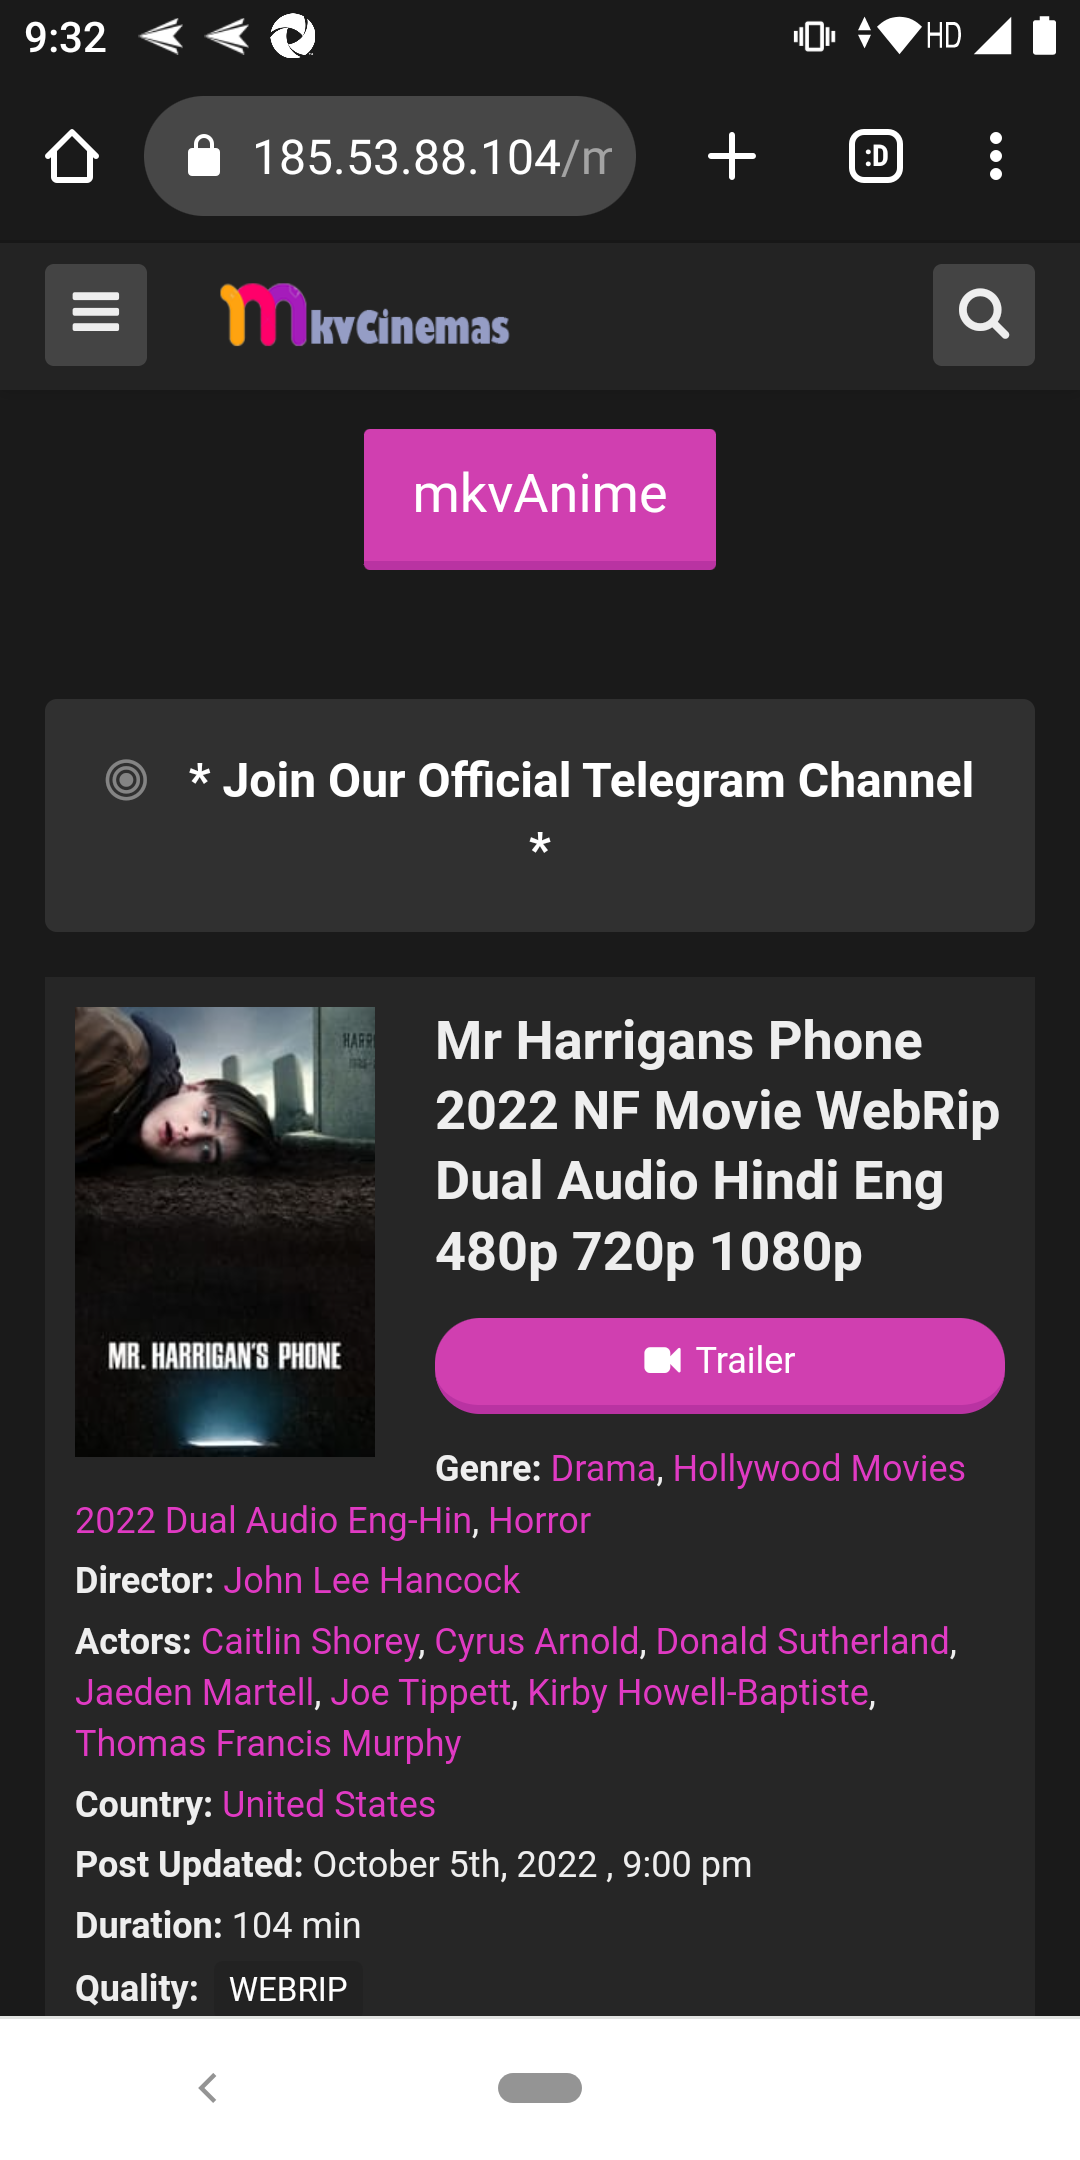 9:32
HD
185.53.88.104/m
:D
mkvCinemas
mkvAnime
* Join Our Official Telegram Channel
*
HARR
Mr Harrigans Phone
2022 NF Movie WebRip
Dual Audio Hindi Eng
480p 720p 1080p
MR. HARRIGAN'S PHONE
Trailer
Genre: Drama, Hollywood Movies
2022 Dual Audio Eng-Hin, Horror
Director: John Lee Hancock
Actors: Caitlin Shorey, Cyrus Arnold, Donald Sutherland,
Jaeden Martell, Joe Tippett, Kirby Howell-Baptiste,
Thomas Francis Murphy
Country: United States
Post Updated: October 5th, 2022 , 9:00 pm
Duration: 104 min
Quality: WEBRIP